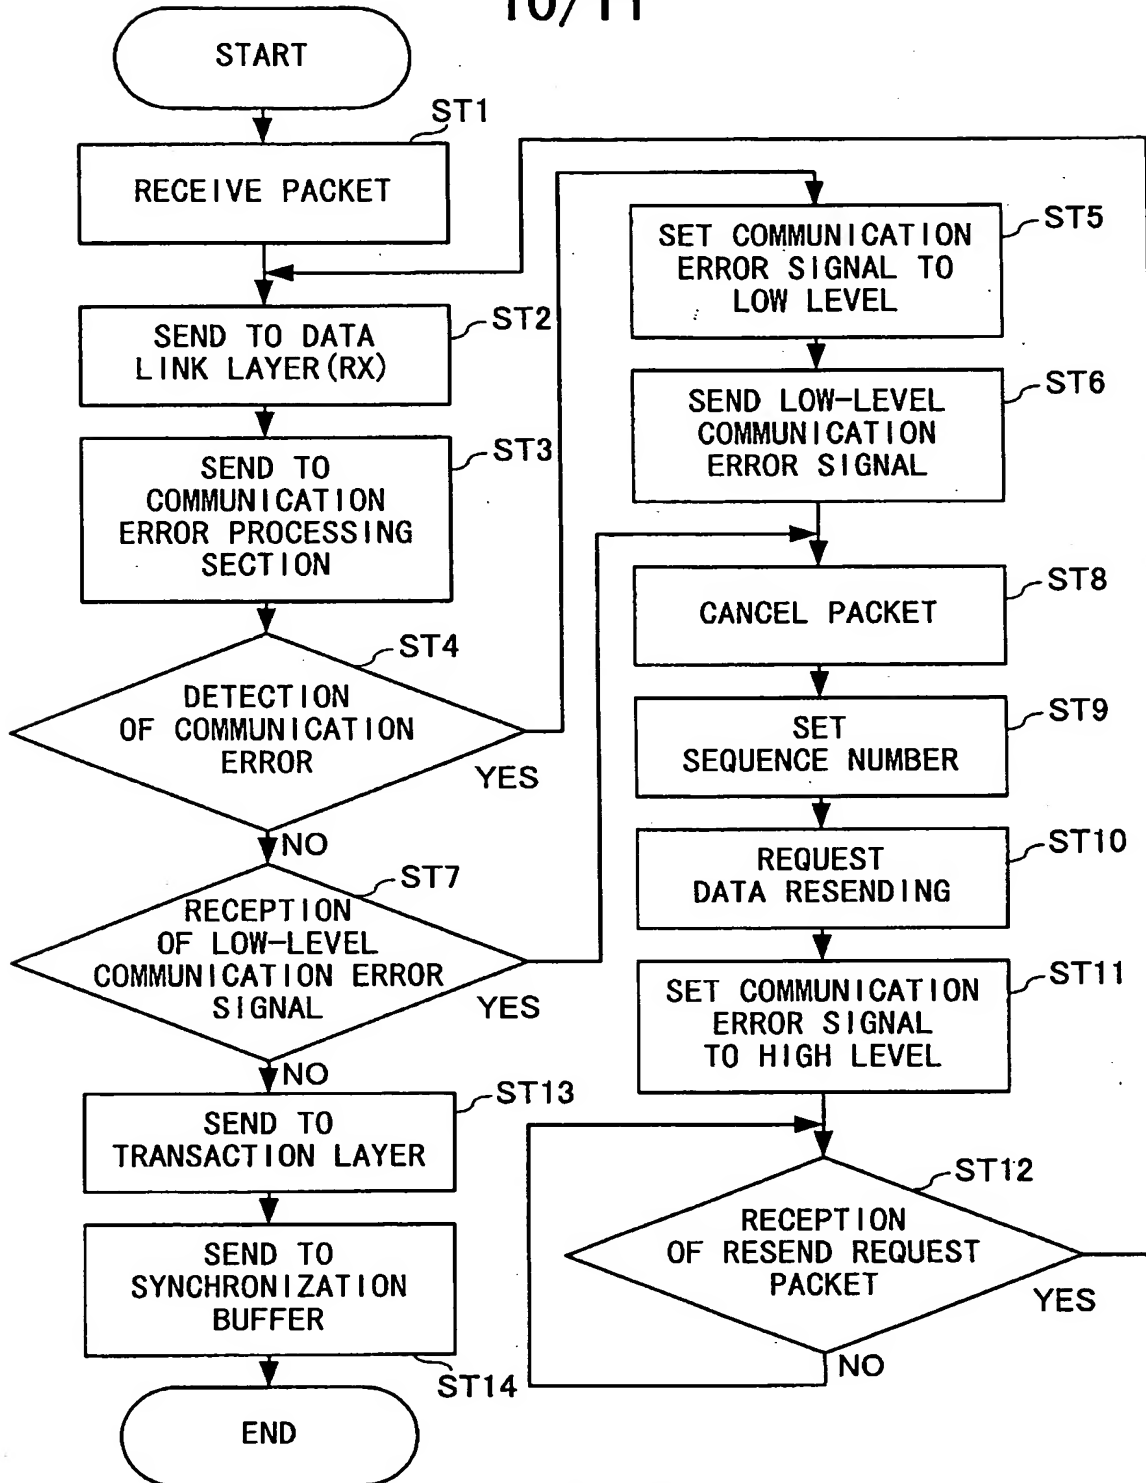 10/11
START
ST1
RECEIVE PACKET
ST2
SEND TO DATA
LINK LAYER(RX)
ST3
SEND TO
COMMUNICATION
ERROR PROCESSING
SECTION
ST4
DETECTION
OF COMMUNICATION
ERROR
YES
NO
ST7
RECEPTION
OF LOW-LEVEL
COMMUNICATION ERROR
SIGNAL
YES
NO
ST13
SEND TO
TRANSACTION LAYER
SEND TO
SYNCHRONIZATION
BUFFER
ST14
END
ST5
SET COMMUNICATION
ERROR SIGNAL TO
LOW LEVEL
ST6
SEND LOW-LEVEL
COMMUNICATION
ERROR SIGNAL
ST8
CANCEL PACKET
ST9
SET
SEQUENCE NUMBER
ST10
REQUEST
DATA RESENDING
ST11
SET COMMUNICATION
ERROR SIGNAL
TO HIGH LEVEL
ST12
RECEPTION
OF RESEND REQUEST
PACKET
YES
NO